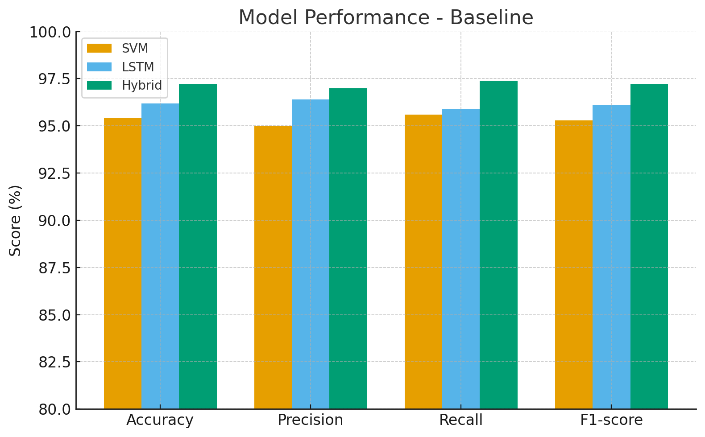 Model Performance - Baseline
SVM
LSTM
Hybrid
Score (%)
100.0
97.5
95.0
92.5
90.0
87.5
85.0
82.5
80.0
Accuracy Precision Recall F1-score